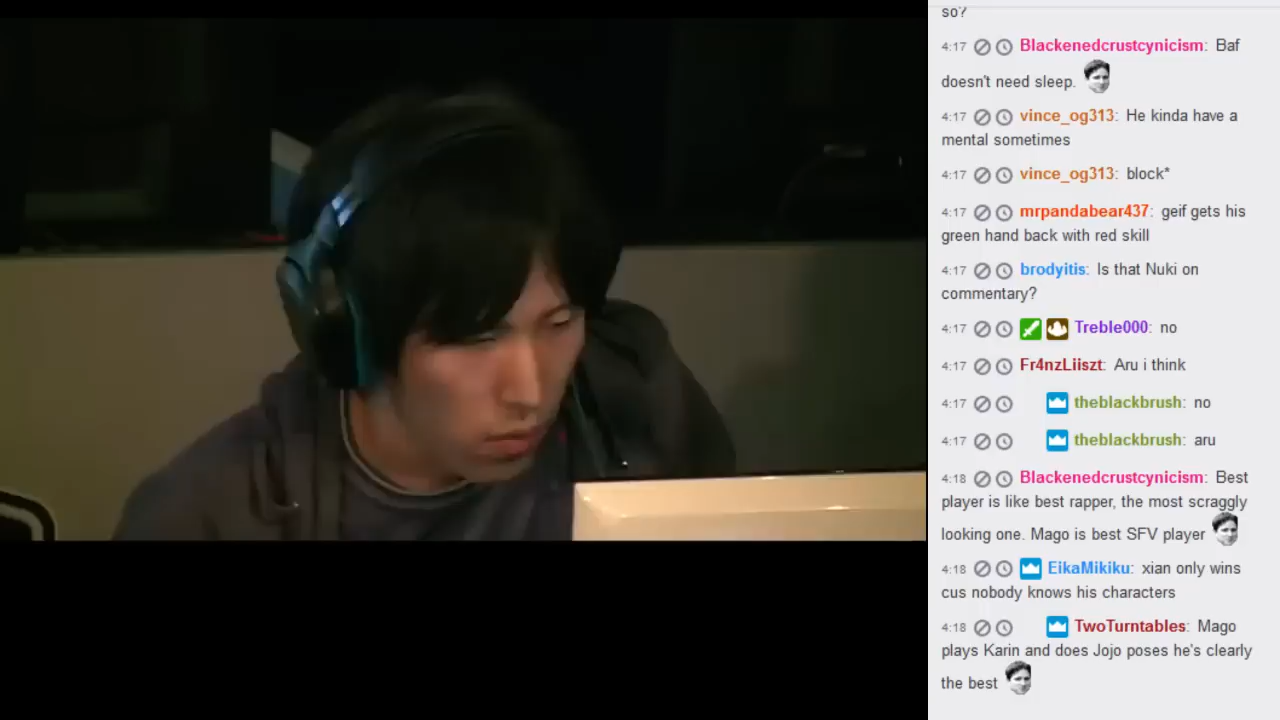 so?
4:17 Blackenedcrustcynicism: Baf
doesn't need sleep.
4:17 vince_og313: He kinda have a
mental sometimes
4:17 vince_og313: block*
4:17 mrpandabear437: geif gets his
green hand back with red skill
4:17 brodyitis: Is that Nuki on
commentary?
4:17 Treble000: no
4:17 Fr4nzLiiszt: Aru i think
4:17 theblackbrush: no
4:17 theblackbrush: aru
4:18 Blackenedcrustcynicism: Best
player is like best rapper, the most scraggly
looking one. Mago is best SFV player
4:18 EikaMikiku: xian only wins
cus nobody knows his characters
4:18 TwoTurntables: Mago
plays Karin and does Jojo poses he's clearly
the best